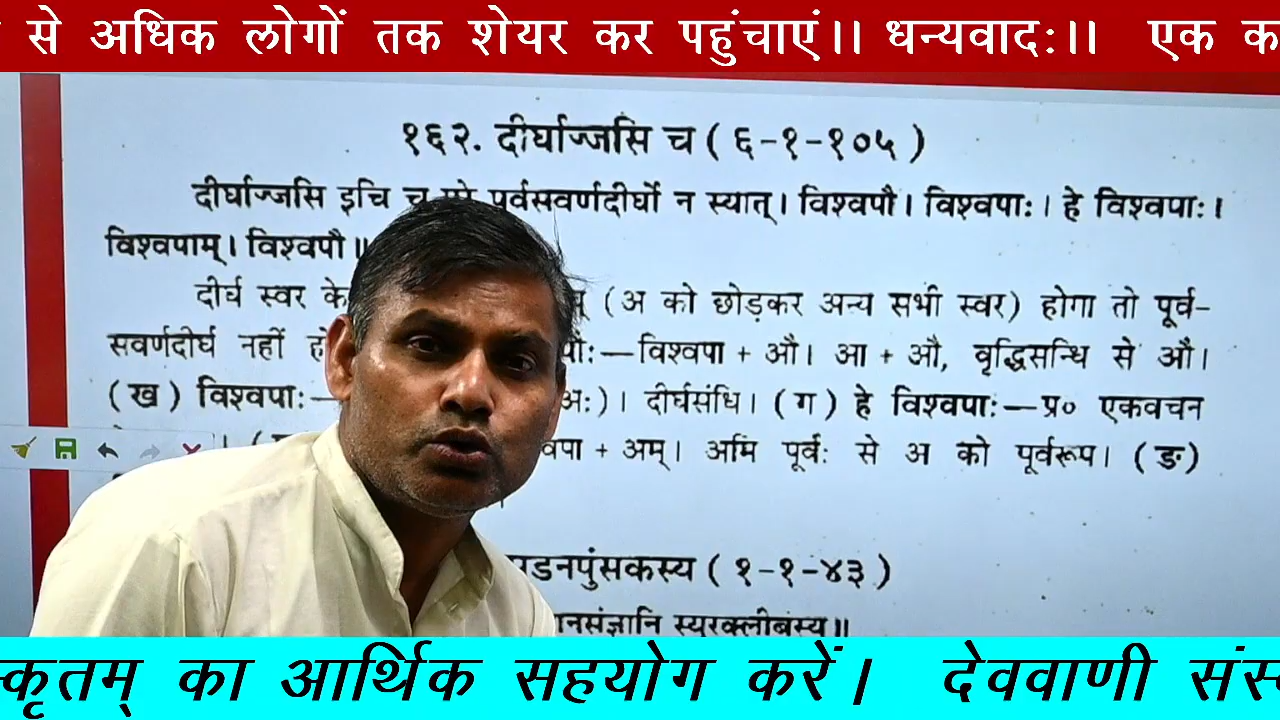 से अधिक लोगों तक शेयर कर पहुंचाएं।। धन्यवादः।। एक क
१६२. दीर्घाज्जसि च ( ६-१-१०५ )
दीर्घाज्जसि इचि च पूर्वसवर्णदीर्घो न स्यात्। विश्वपौ। विश्वपाः। हे विश्वपाः।
विश्वपाम्। विश्वपौ॥
दीर्घ स्वर के (अ को छोड़कर अन्य सभी स्वर) होगा तो पूर्व-
सवर्णदीर्घ नहीं —विश्वपा + औ। आ + औ, वृद्धिसन्धि से औ।
(ख) विश्वपाः— अः)। दीर्घसंधि। (ग) हे विश्वपाः—प्र० एकवचन
वपा + अम्। अमि पूर्वः से अ को पूर्वरूप। (ङ)
डनपुंसकस्य ( १-१-४३ )
नसंज्ञानि स्युरक्लीबस्य॥
स्कृतम् का आर्थिक सहयोग करें। देववाणी संस्